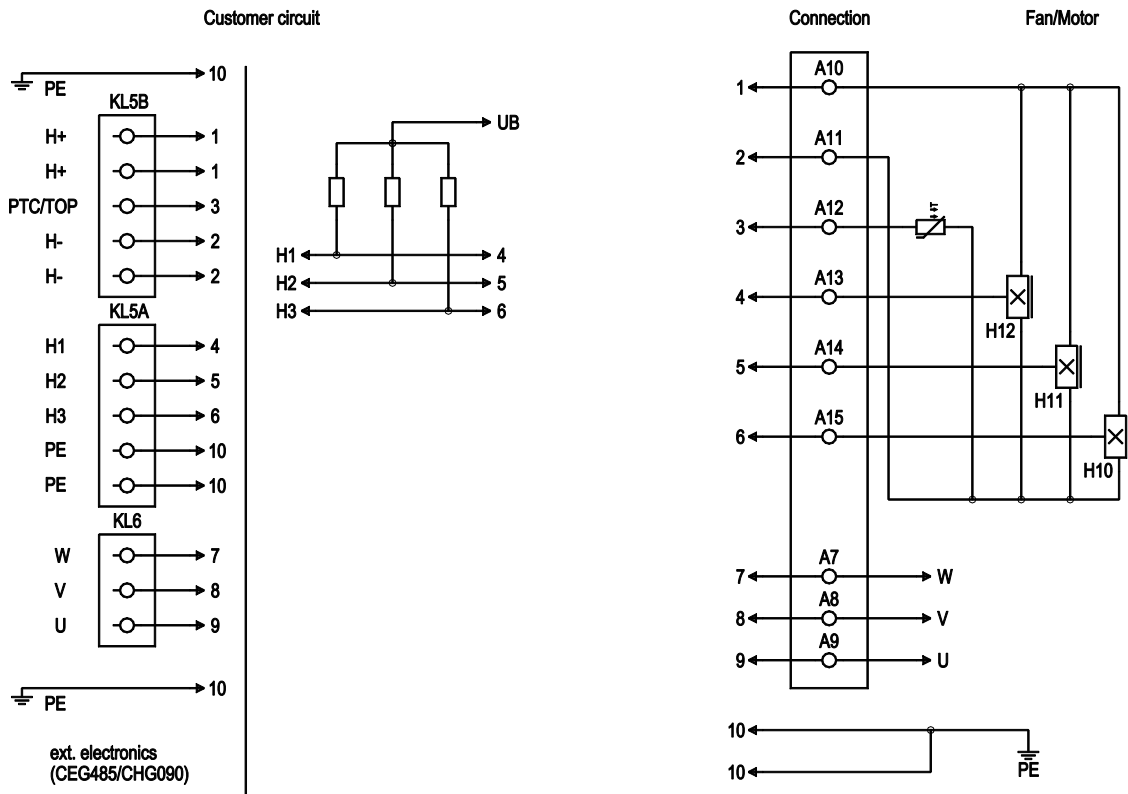 Customer circuit
Connection
Fan/Motor
PE
10
KL5B
H+ 1
H+ 1
PTC/TOP 3
H- 2
H- 2
KL5A
H1 4
H2 5
H3 6
PE 10
PE 10
KL6
W 7
V 8
U 9
PE
10
ext. electronics
(CEG485/CHG090)
UB
H1 4
H2 5
H3 6
1 A10
2 A11
3 A12
T
4 A13
H12
5 A14
H11
6 A15
H10
7 A7 W
8 A8 V
9 A9 U
10
10
PE